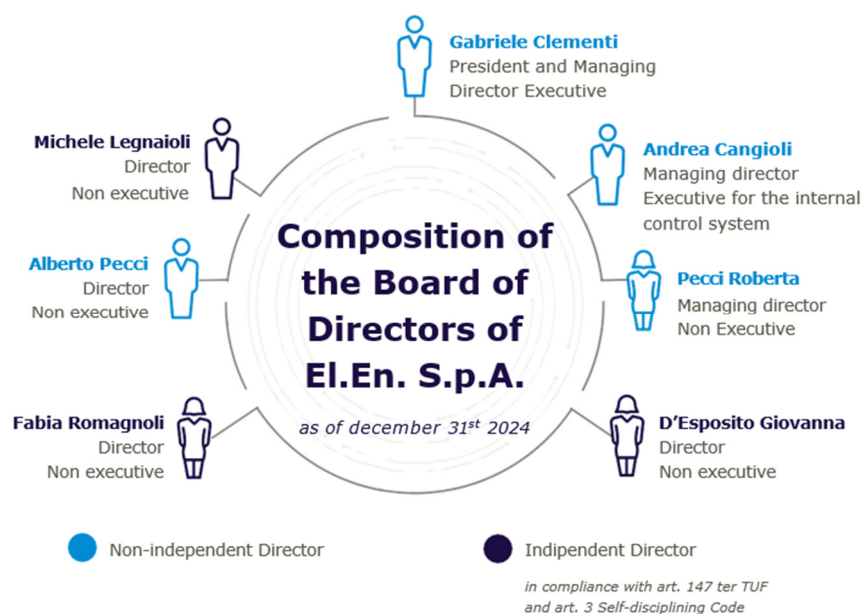 Gabriele Clementi
President and Managing
Director Executive
Michele Legnaioli
Director
Non executive
Andrea Cangioli
Managing director
Executive for the internal
control system
Alberto Pecci
Director
Non executive
Pecci Roberta
Managing director
Non Executive
Composition of
the Board of
Directors of
El.En. S.p.A.
as of december 31st 2024
Fabia Romagnoli
Director
Non executive
D'Esposito Giovanna
Director
Non executive
Non-independent Director
Indipendent Director
in compliance with art. 147 ter TUF
and art. 3 Self-disciplining Code